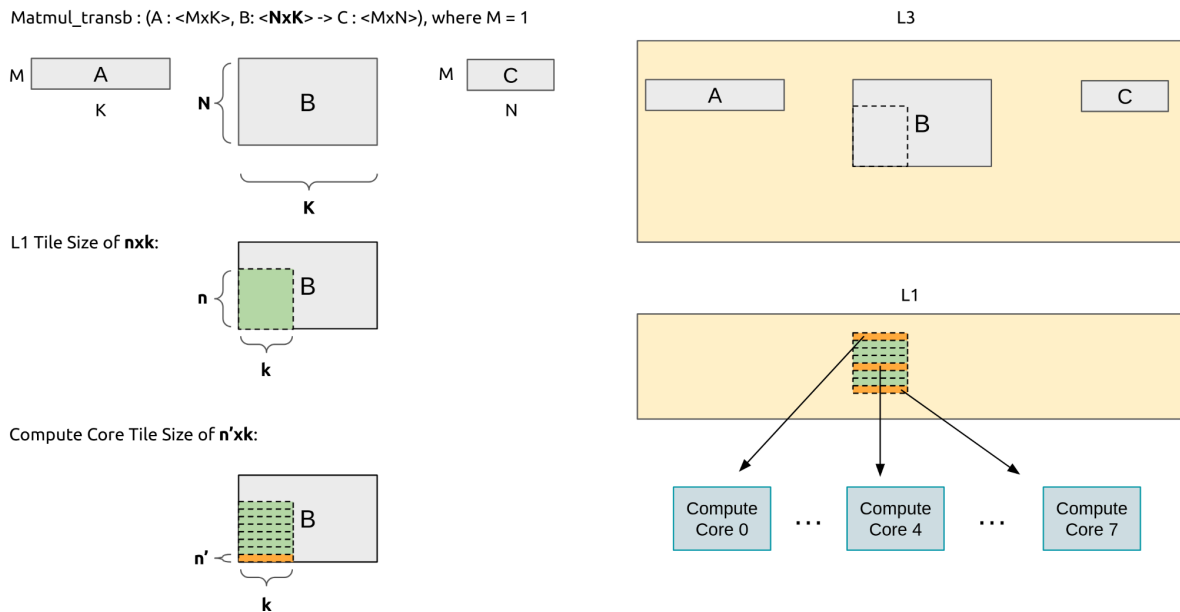 Matmul_transb : (A : <MxK>, B: <NxK> -> C : <MxN>), where M = 1
M
A
K
N
B
K
M
C
N
L1 Tile Size of nxk:
n
B
k
Compute Core Tile Size of n'xk:
n'
B
k
L3
A
B
C
L1
Compute
Core 0
...
Compute
Core 4
...
Compute
Core 7